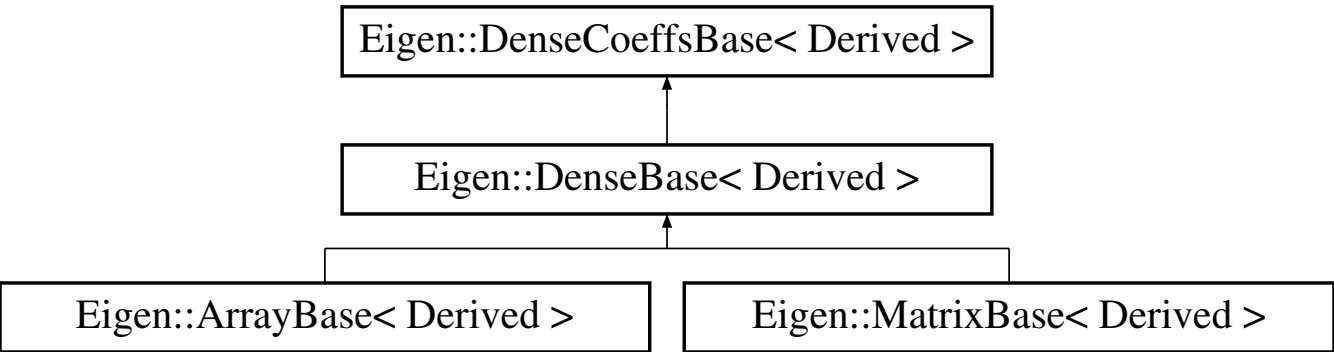 Eigen::DenseCoeffsBase< Derived >
Eigen::DenseBase< Derived >
Eigen::ArrayBase< Derived >
Eigen::MatrixBase< Derived >